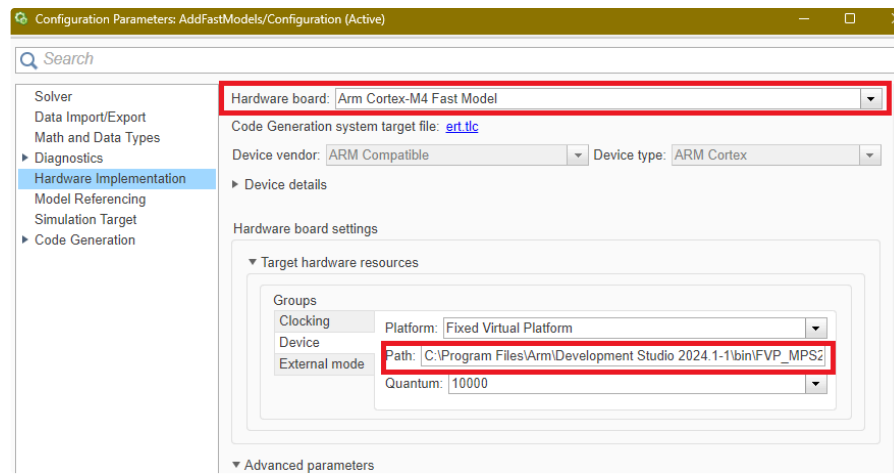 Configuration Parameters: AddFastModels/Configuration (Active)
Search
Solver
Data Import/Export
Math and Data Types
Diagnostics
Hardware Implementation
Model Referencing
Simulation Target
Code Generation
Hardware board: Arm Cortex-M4 Fast Model
Code Generation system target file: ert.tlc
Device vendor: ARM Compatible Device type: ARM Cortex
Device details
Hardware board settings
Target hardware resources
Groups
Clocking
Device
External mode
Platform: Fixed Virtual Platform
Path: C:\Program Files\Arm\Development Studio 2024.1-1\bin\FVP_MPS2
Quantum: 10000
Advanced parameters